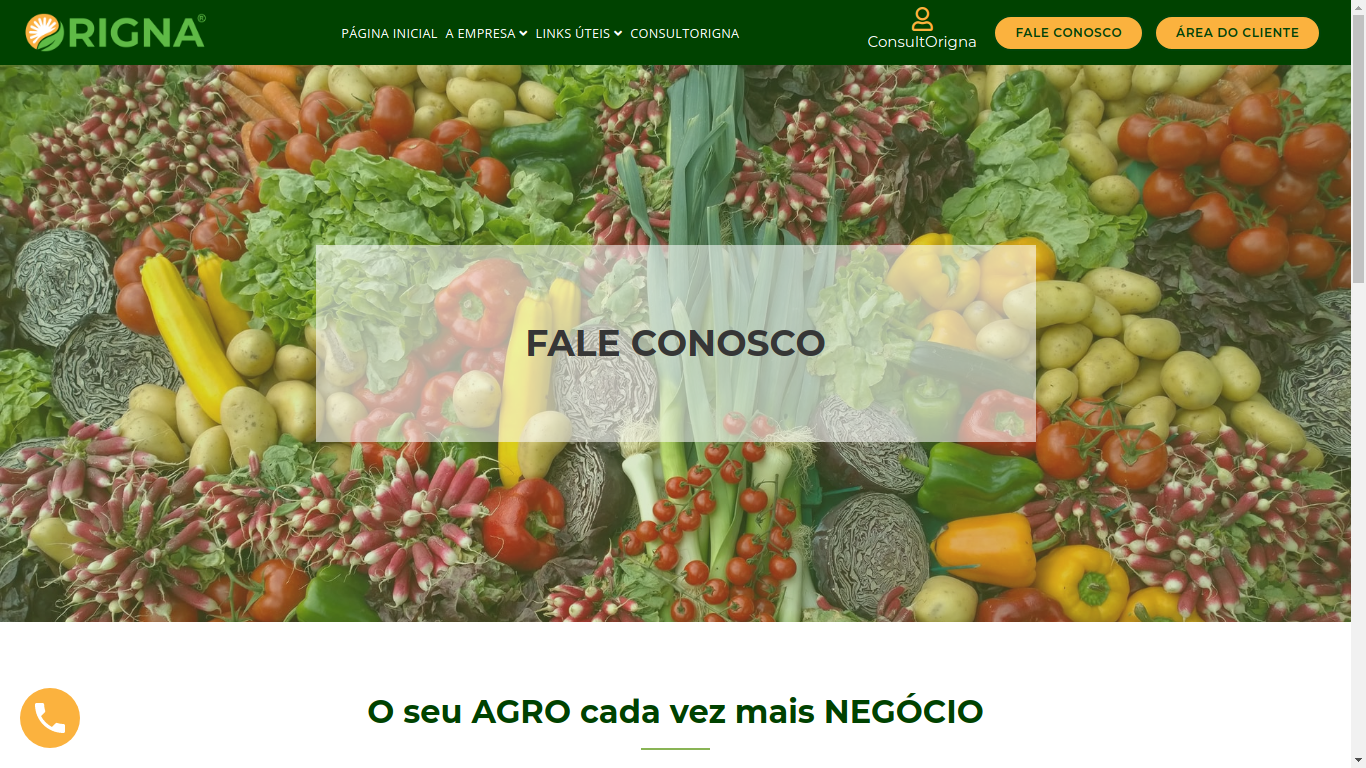 ORIGNA®
PÁGINA INICIAL A EMPRESA LINKS ÚTEIS CONSULTORIGNA
ConsultOrigna
FALE CONOSCO
ÁREA DO CLIENTE
FALE CONOSCO
O seu AGRO cada vez mais NEGÓCIO